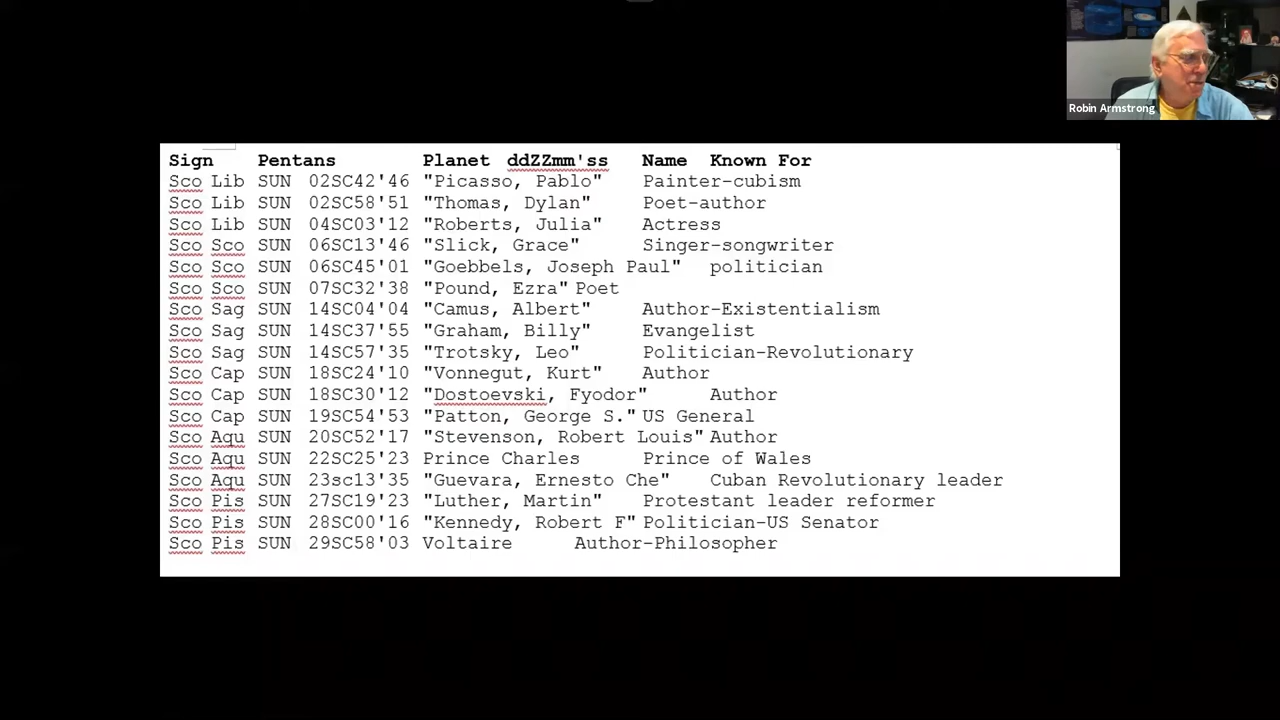 Robin Armstrong
Sign Pentans Planet ddZZmm'ss Name Known For
Sco Lib SUN 02SC42'46 "Picasso, Pablo" Painter-cubism
Sco Lib SUN 02SC58'51 "Thomas, Dylan" Poet-author
Sco Lib SUN 04SC03'12 "Roberts, Julia" Actress
Sco Sco SUN 06SC13'46 "Slick, Grace" Singer-songwriter
Sco Sco SUN 06SC45'01 "Goebbels, Joseph Paul" politician
Sco Sco SUN 07SC32'38 "Pound, Ezra" Poet
Sco Sag SUN 14SC04'04 "Camus, Albert" Author-Existentialism
Sco Sag SUN 14SC37'55 "Graham, Billy" Evangelist
Sco Sag SUN 14SC57'35 "Trotsky, Leo" Politician-Revolutionary
Sco Cap SUN 18SC24'10 "Vonnegut, Kurt" Author
Sco Cap SUN 18SC30'12 "Dostoevski, Fyodor" Author
Sco Cap SUN 19SC54'53 "Patton, George S." US General
Sco Aqu SUN 20SC52'17 "Stevenson, Robert Louis" Author
Sco Aqu SUN 22SC25'23 Prince Charles Prince of Wales
Sco Aqu SUN 23sc13'35 "Guevara, Ernesto Che" Cuban Revolutionary leader
Sco Pis SUN 27SC19'23 "Luther, Martin" Protestant leader reformer
Sco Pis SUN 28SC00'16 "Kennedy, Robert F" Politician-US Senator
Sco Pis SUN 29SC58'03 Voltaire Author-Philosopher